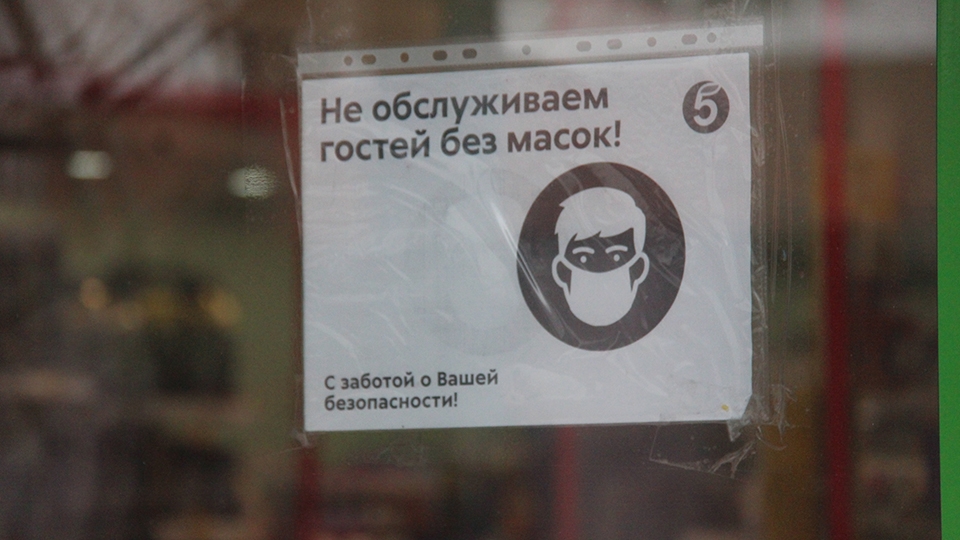 Не обслуживаем
гостей без масок!
5
С заботой о Вашей
безопасности!